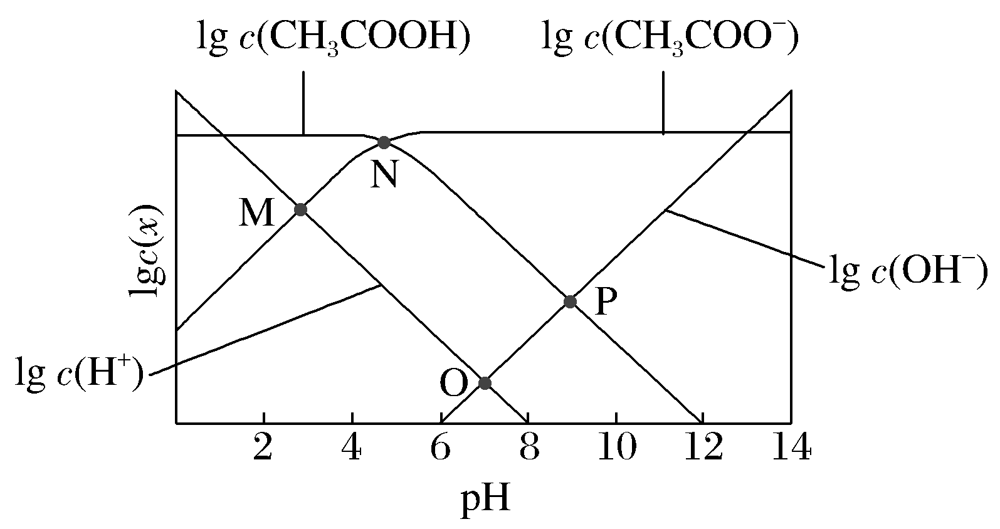 lg c(CH₃COOH) lg c(CH₃COO⁻)
N
M
lgc(x)
lg c(OH⁻)
P
lg c(H⁺)
O
2 4 6 8 10 12 14
pH